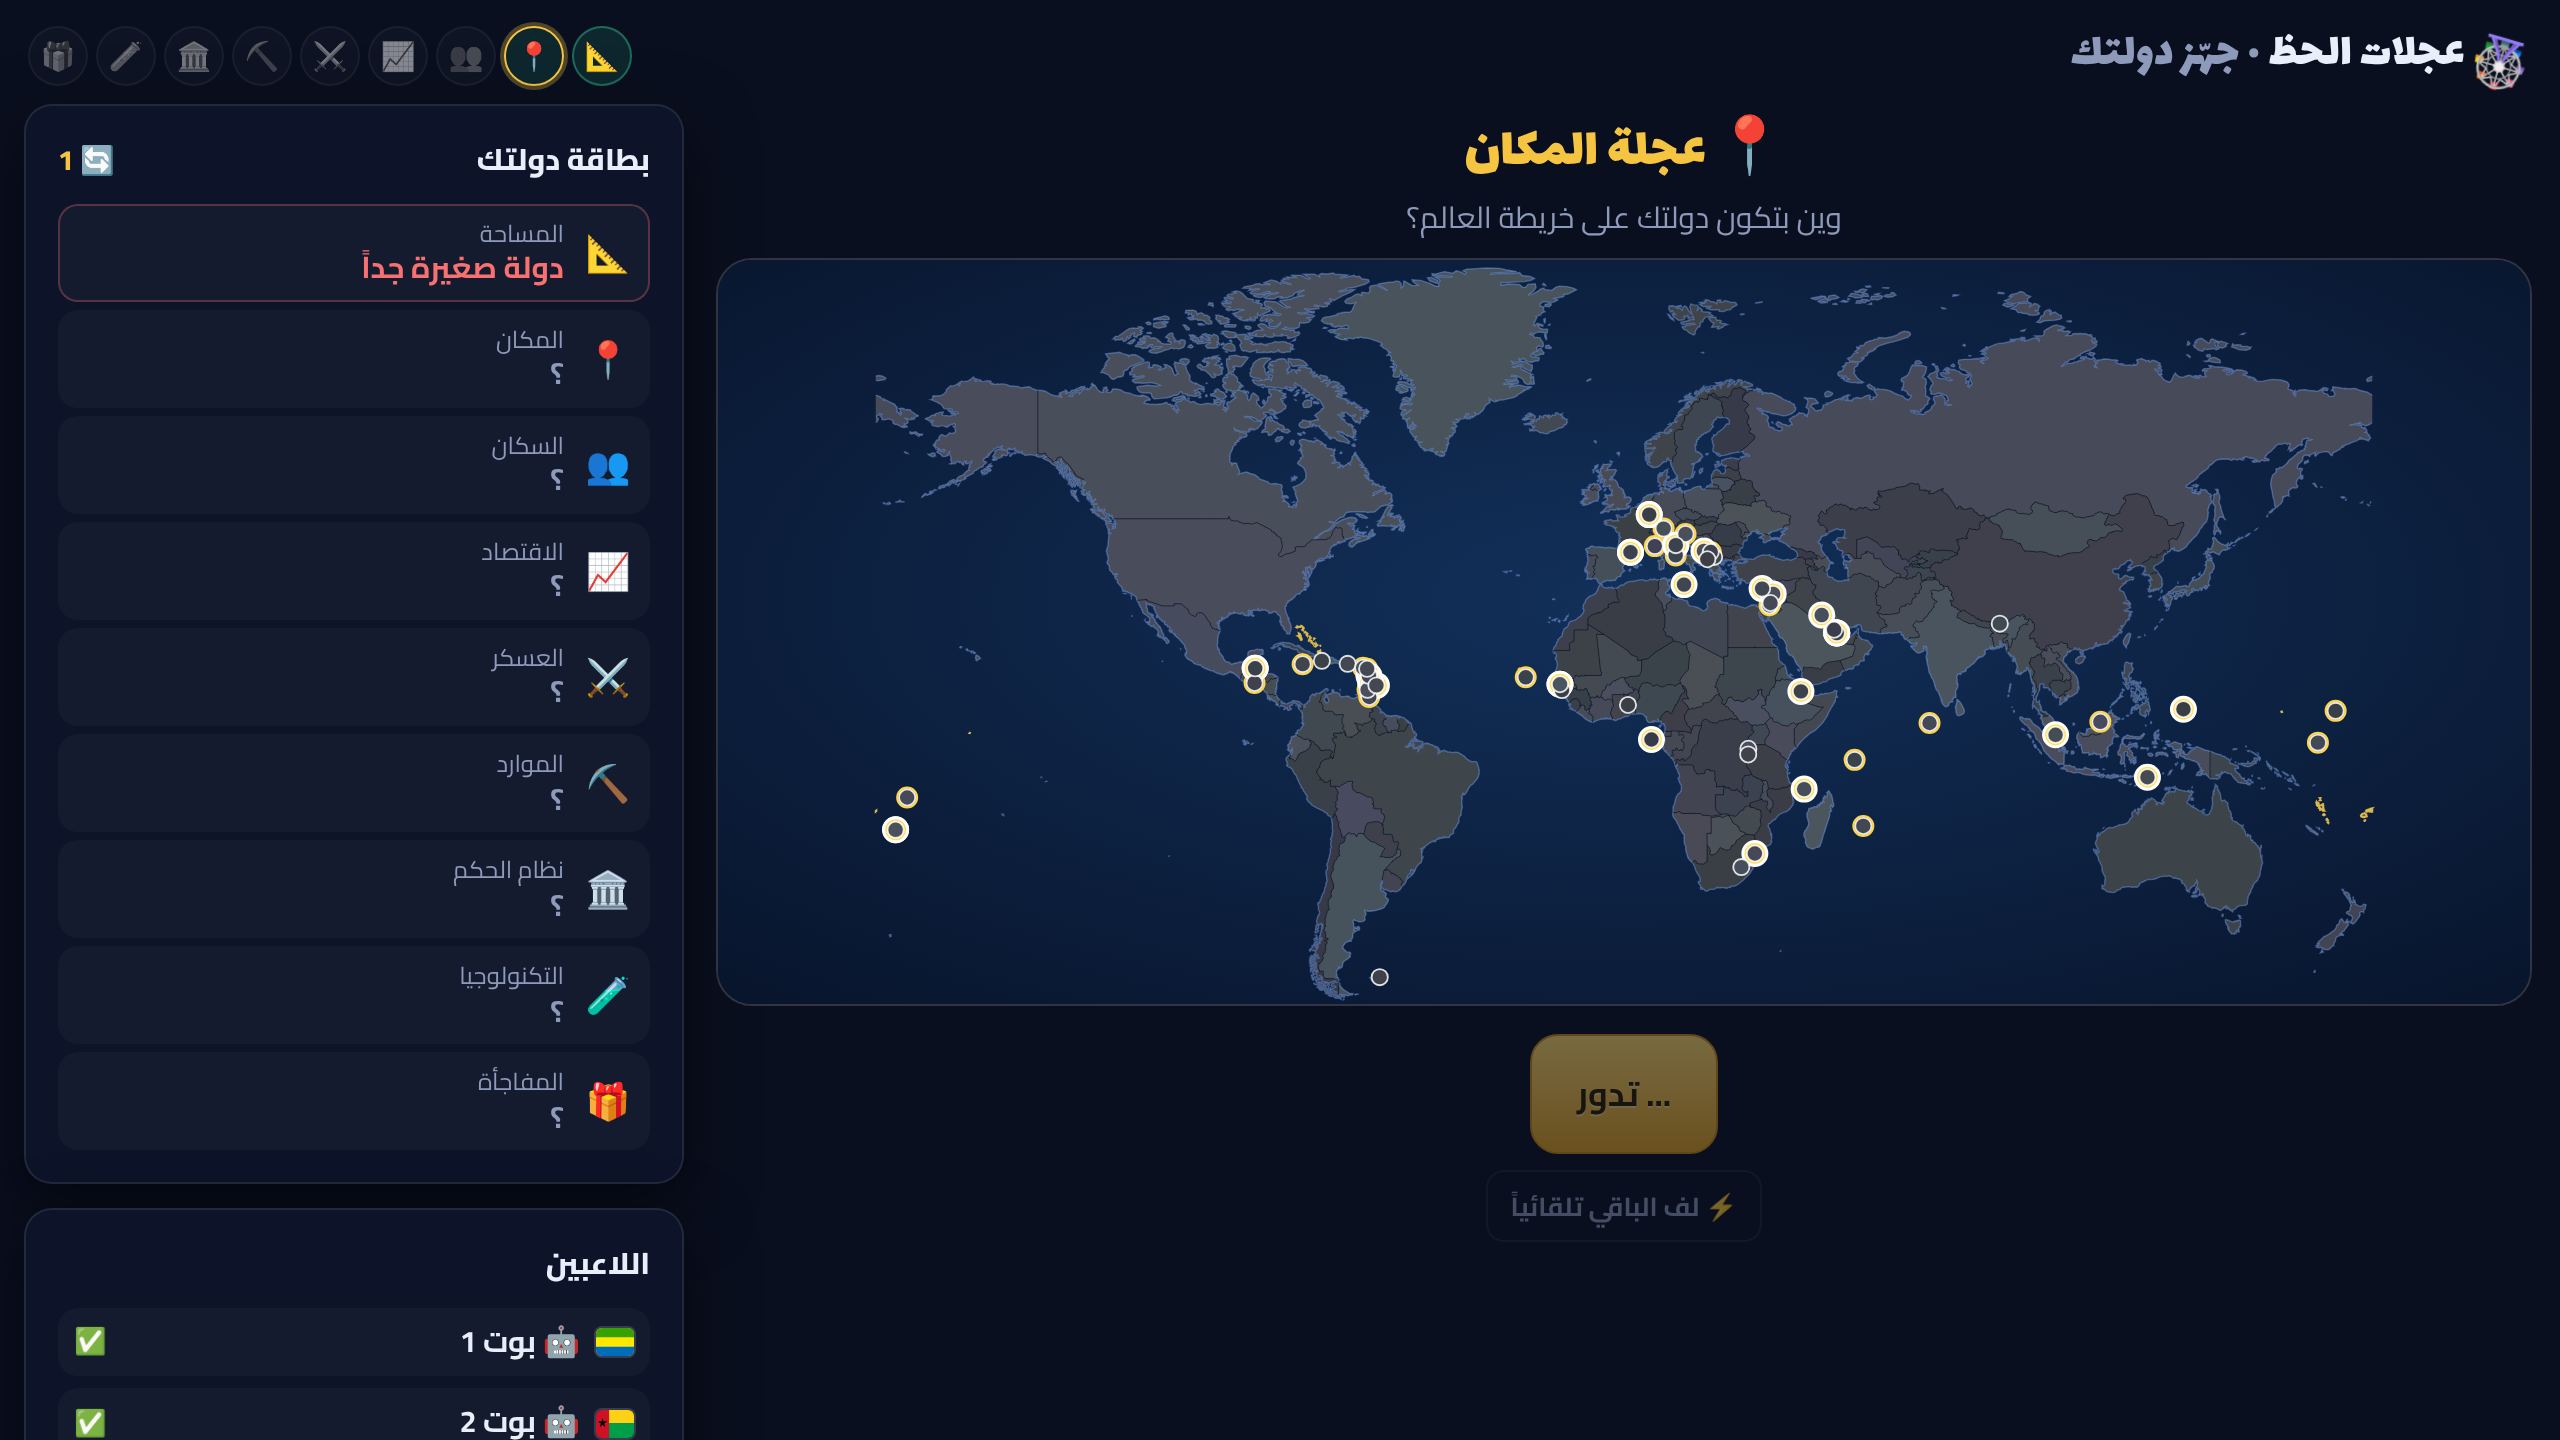 عجلات الحظ · جهّز دولتك
📍 عجلة المكان
وين بتكون دولتك على خريطة العالم؟
... تدور
⚡ لف الباقي تلقائياً
بطاقة دولتك
🔄 1
المساحة
دولة صغيرة جداً
المكان
؟
السكان
؟
الاقتصاد
؟
العسكر
؟
الموارد
؟
نظام الحكم
؟
التكنولوجيا
؟
المفاجأة
؟
اللاعبين
🤖 بوت 1 ✅
🤖 بوت 2 ✅